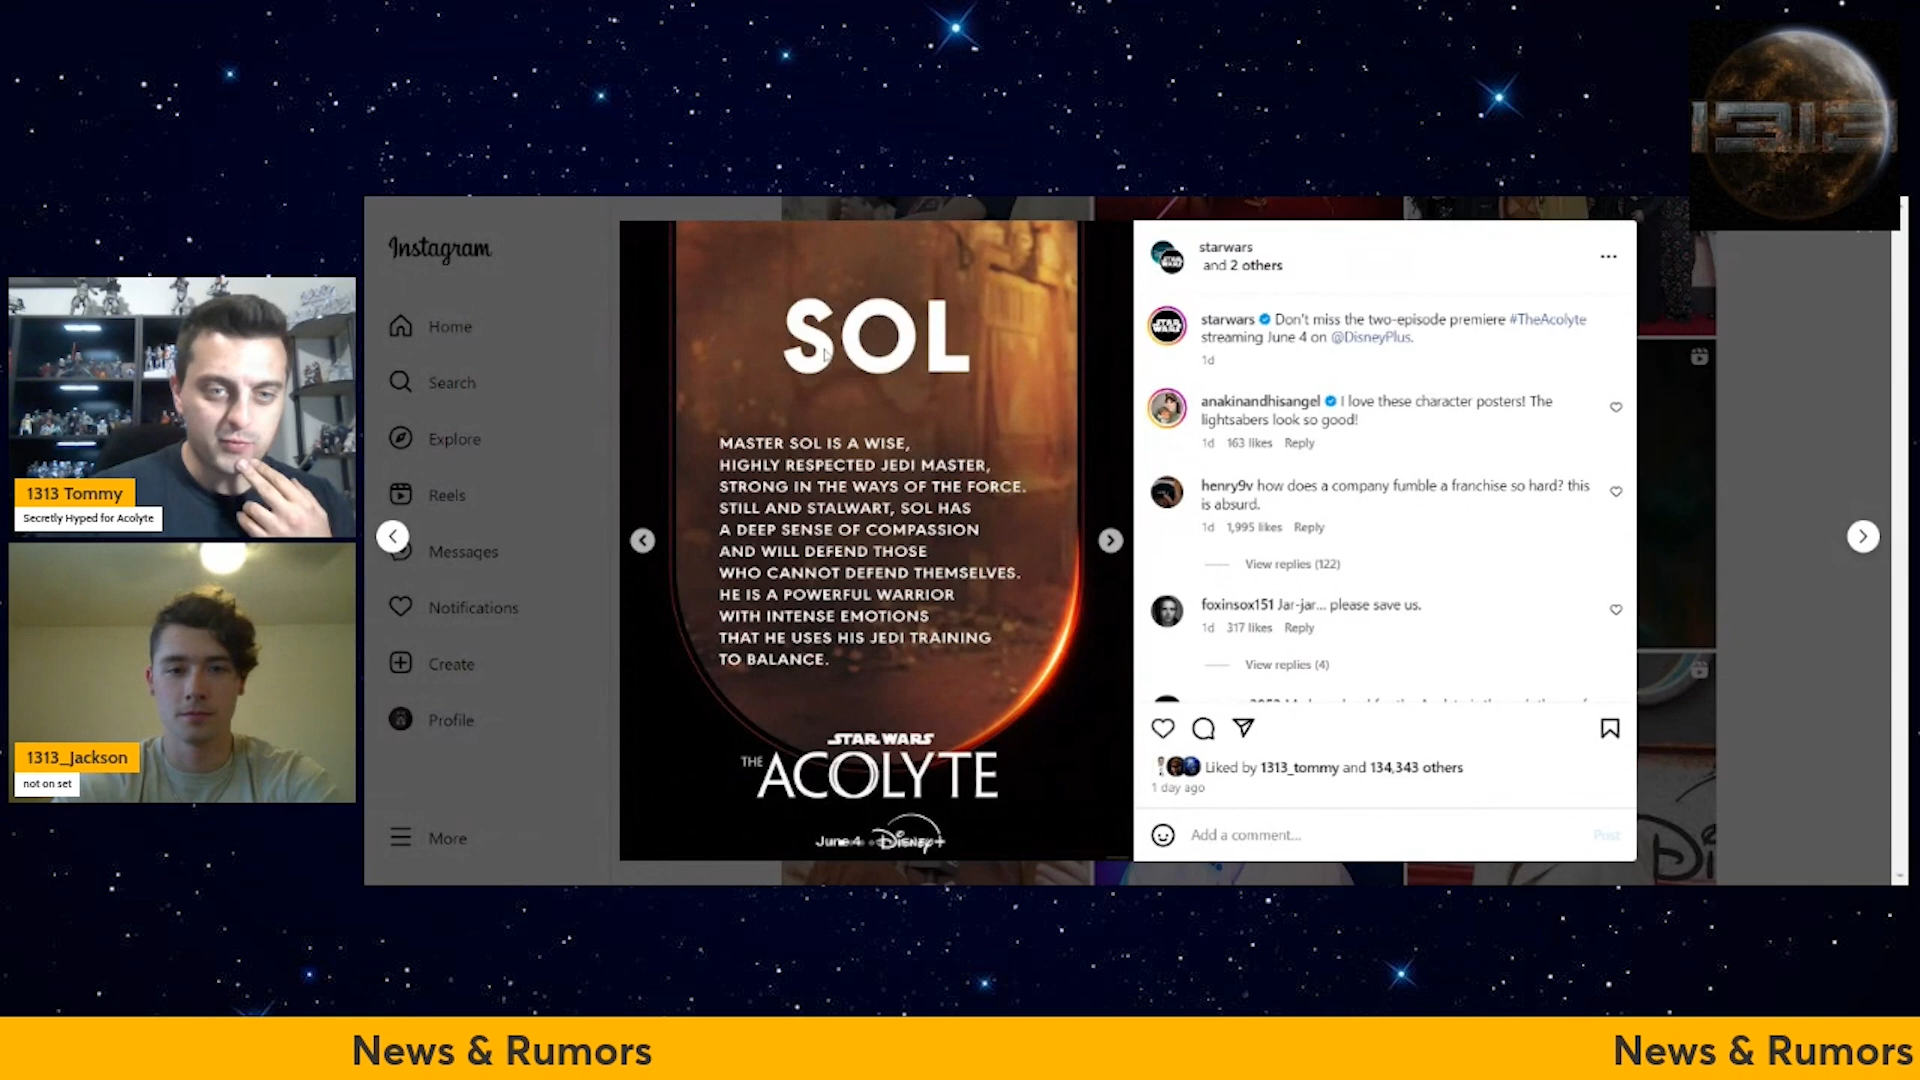 1313
Instagram
Home
Search
Explore
Reels
Messages
Notifications
Create
Profile
More
1313 Tommy
Secretly Hyped for Acolyte
1313_Jackson
not on set
SOL
MASTER SOL IS A WISE,
HIGHLY RESPECTED JEDI MASTER,
STRONG IN THE WAYS OF THE FORCE.
STILL AND STALWART, SOL HAS
A DEEP SENSE OF COMPASSION
AND WILL DEFEND THOSE
WHO CANNOT DEFEND THEMSELVES.
HE IS A POWERFUL WARRIOR
WITH INTENSE EMOTIONS
THAT HE USES HIS JEDI TRAINING
TO BALANCE.
STAR WARS
THE ACOLYTE
June 4 Disney+
starwars
and 2 others
starwars Don't miss the two-episode premiere #TheAcolyte
streaming June 4 on @DisneyPlus.
1d
anakinandhisangel I love these character posters! The
lightsabers look so good!
1d 163 likes Reply
henry9v how does a company fumble a franchise so hard? this
is absurd.
1d 1,995 likes Reply
View replies (122)
foxinsox151 Jar-jar... please save us.
1d 317 likes Reply
View replies (4)
Liked by 1313_tommy and 134,343 others
1 day ago
Add a comment...
Post
News & Rumors
News & Rumors